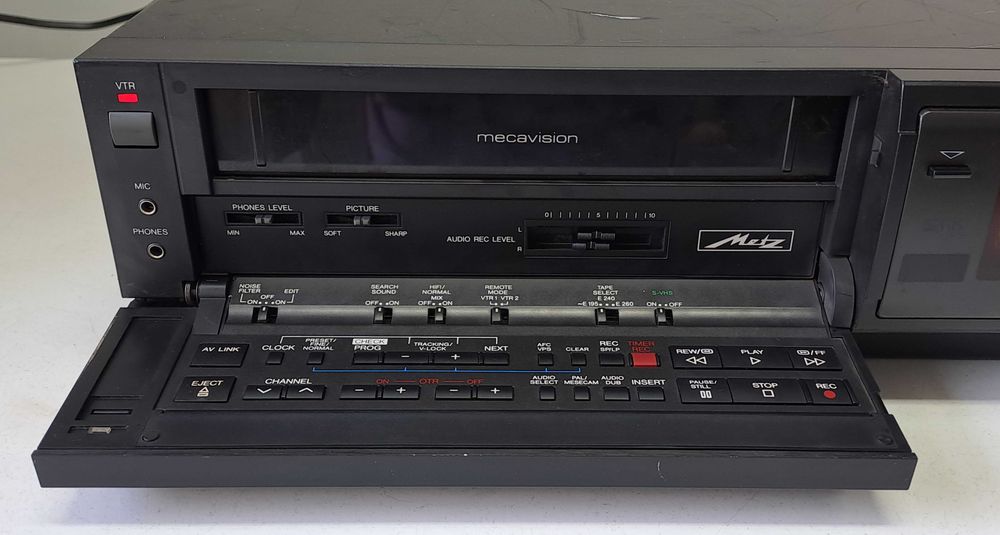 VTR
mecavision
MIC
PHONES
PHONES LEVEL
MIN MAX
PICTURE
SOFT SHARP
AUDIO REC LEVEL
0 5 10
L
R
Metz
NOISE
FILTER
OFF
EDIT
ON ON
SEARCH
SOUND
OFF ON
HIFI/
NORMAL
MIX
OFF ON
REMOTE
MODE
VTR 1 VTR 2
TAPE
SELECT
E 240
~E 195 E 260
S-VHS
ON OFF
AV LINK
CLOCK
PRESET/
FINE/
NORMAL
CHECK
PROG
TRACKING/
V-LOCK
- +
NEXT
AFC
VPS
CLEAR
REC
SP/LP
TIMER
REC
REW/
PLAY
/FF
EJECT
CHANNEL
ON OTR OFF
- + - +
AUDIO
SELECT
PAL/
MESECAM
AUDIO
DUB
INSERT
PAUSE/
STILL
STOP
REC